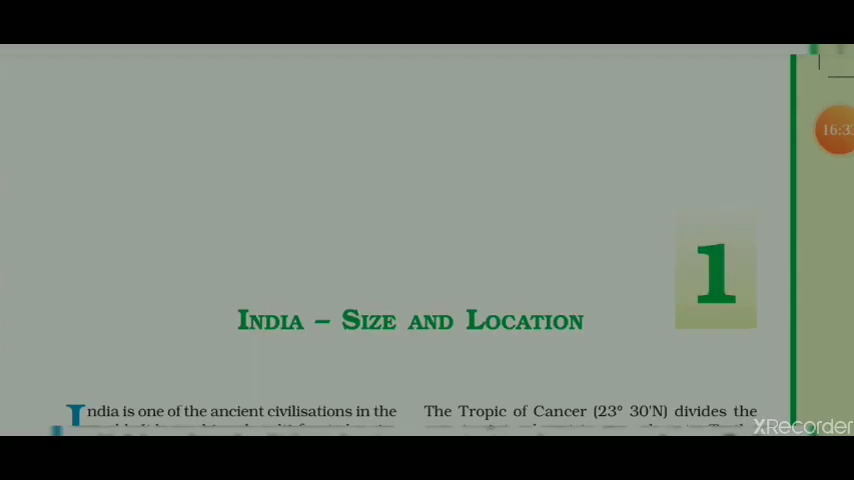 16:33
1
INDIA – SIZE AND LOCATION
India is one of the ancient civilisations in the
The Tropic of Cancer (23° 30'N) divides the
XRecorder